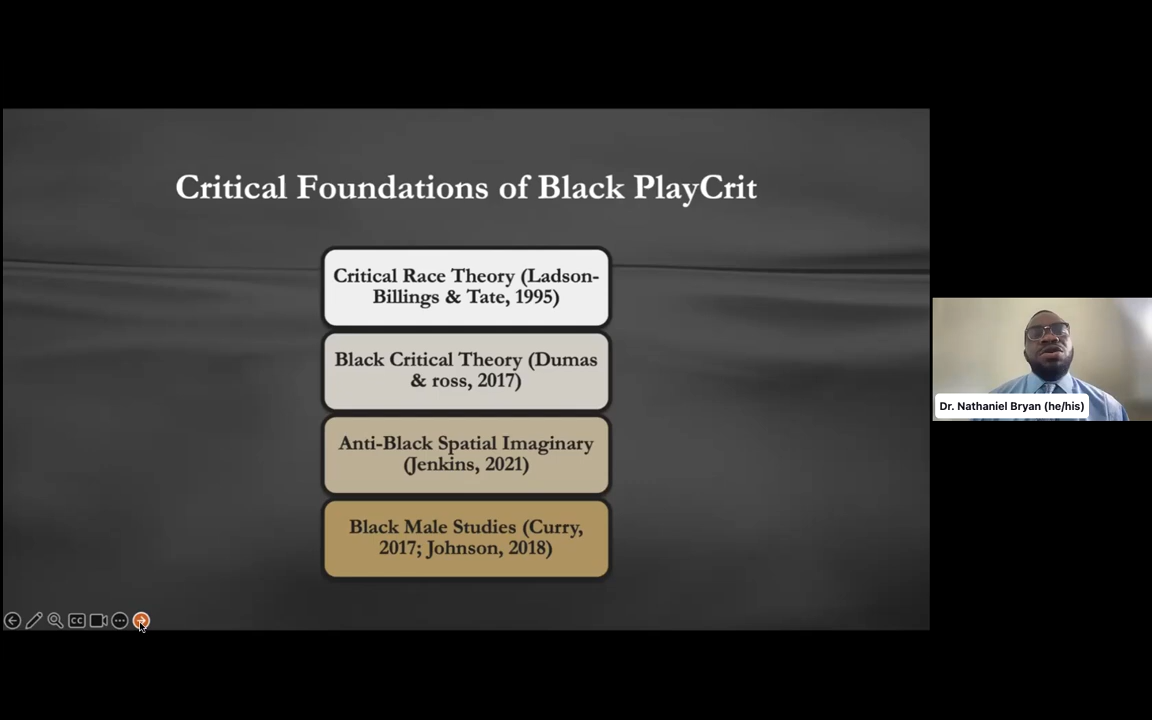 Critical Foundations of Black PlayCrit
Critical Race Theory (Ladson-
Billings & Tate, 1995)
Black Critical Theory (Dumas
& ross, 2017)
Anti-Black Spatial Imaginary
(Jenkins, 2021)
Black Male Studies (Curry,
2017; Johnson, 2018)
Dr. Nathaniel Bryan (he/his)
CC